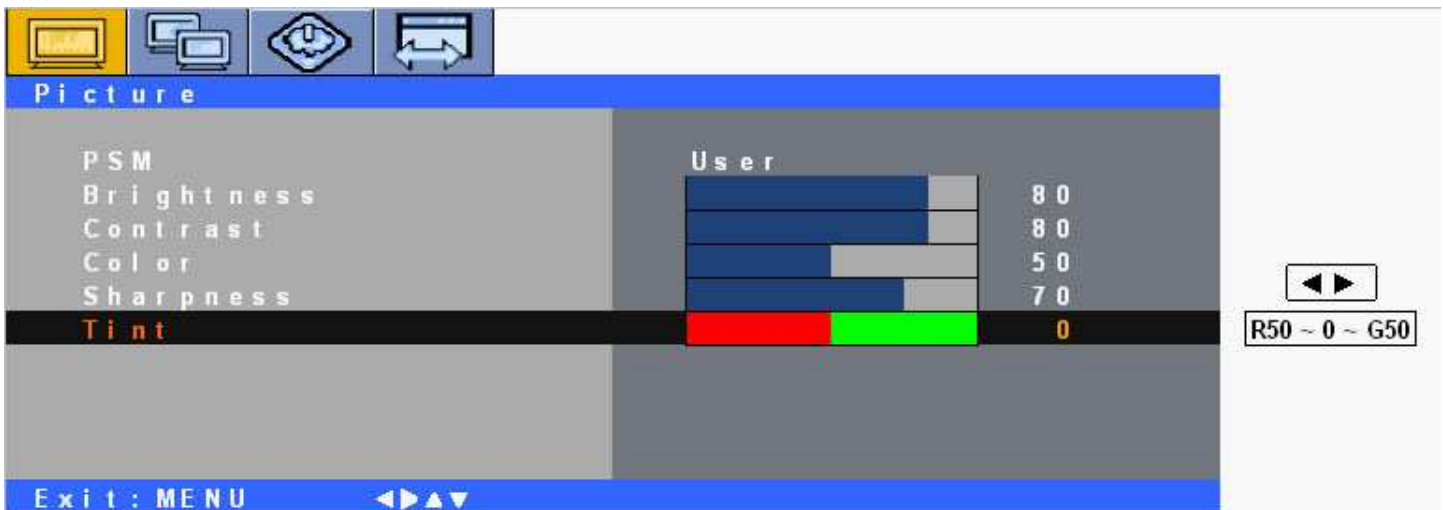 Picture
PSM User
Brightness 80
Contrast 80
Color 50
Sharpness 70
Tint 0
R50 ~ 0 ~ G50
Exit: MENU ◀▶▲▼